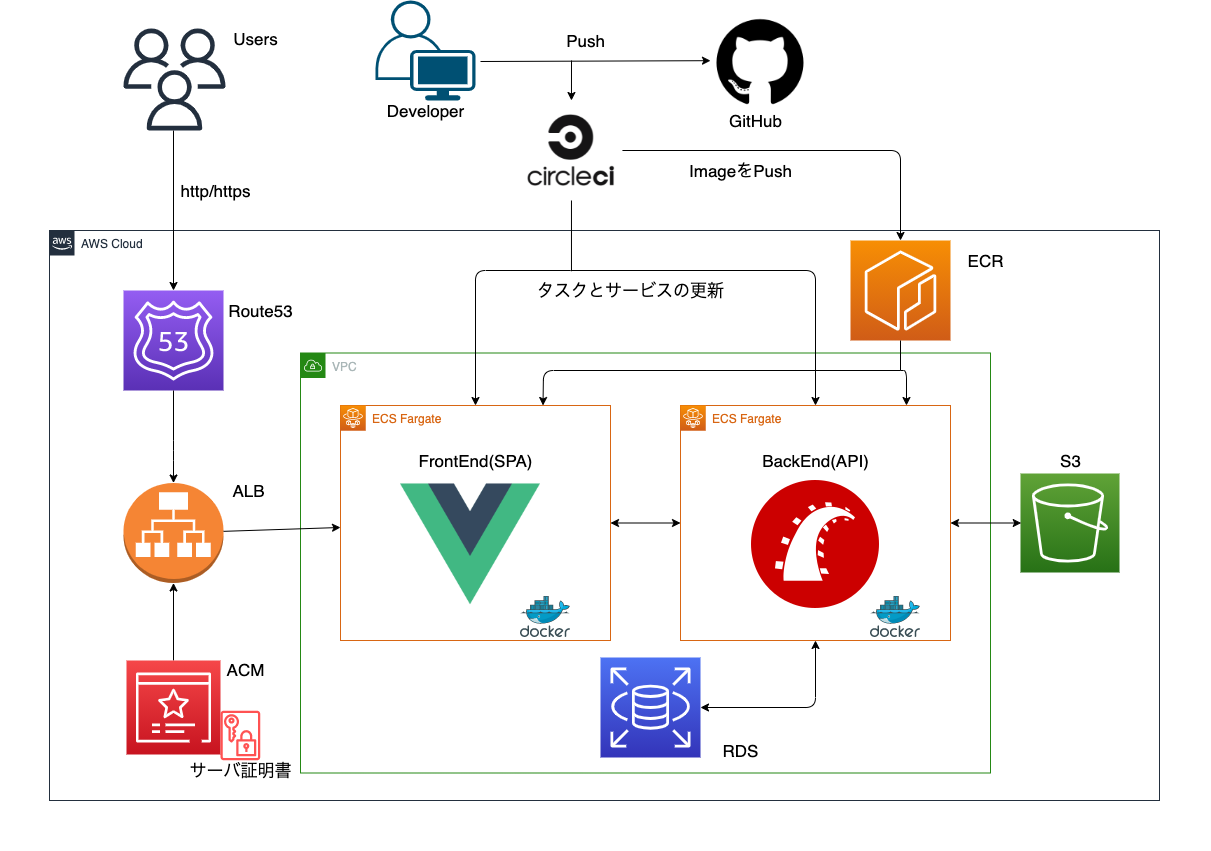 Users
Push
Developer
GitHub
circleci
ImageをPush
http/https
aws
AWS Cloud
ECR
タスクとサービスの更新
Route53
53
VPC
ECS Fargate
ECS Fargate
FrontEnd(SPA)
BackEnd(API)
S3
ALB
docker
docker
ACM
RDS
サーバ証明書